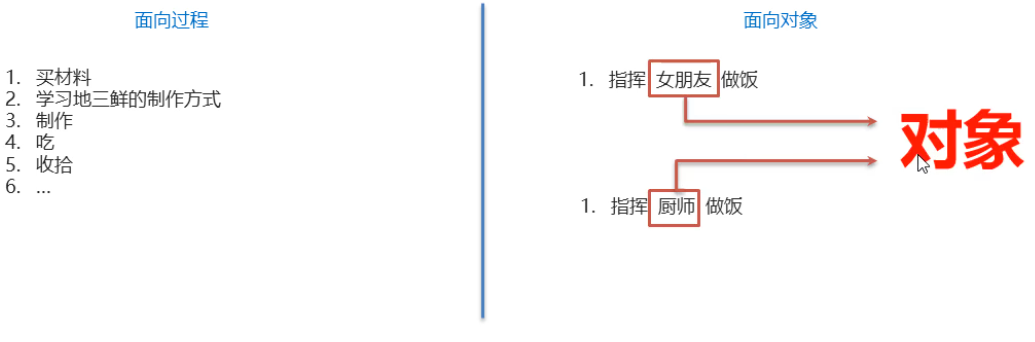 面向过程
1. 买材料
2. 学习地三鲜的制作方式
3. 制作
4. 吃
5. 收拾
6. ...
面向对象
1. 指挥 女朋友 做饭
对象
1. 指挥 厨师 做饭